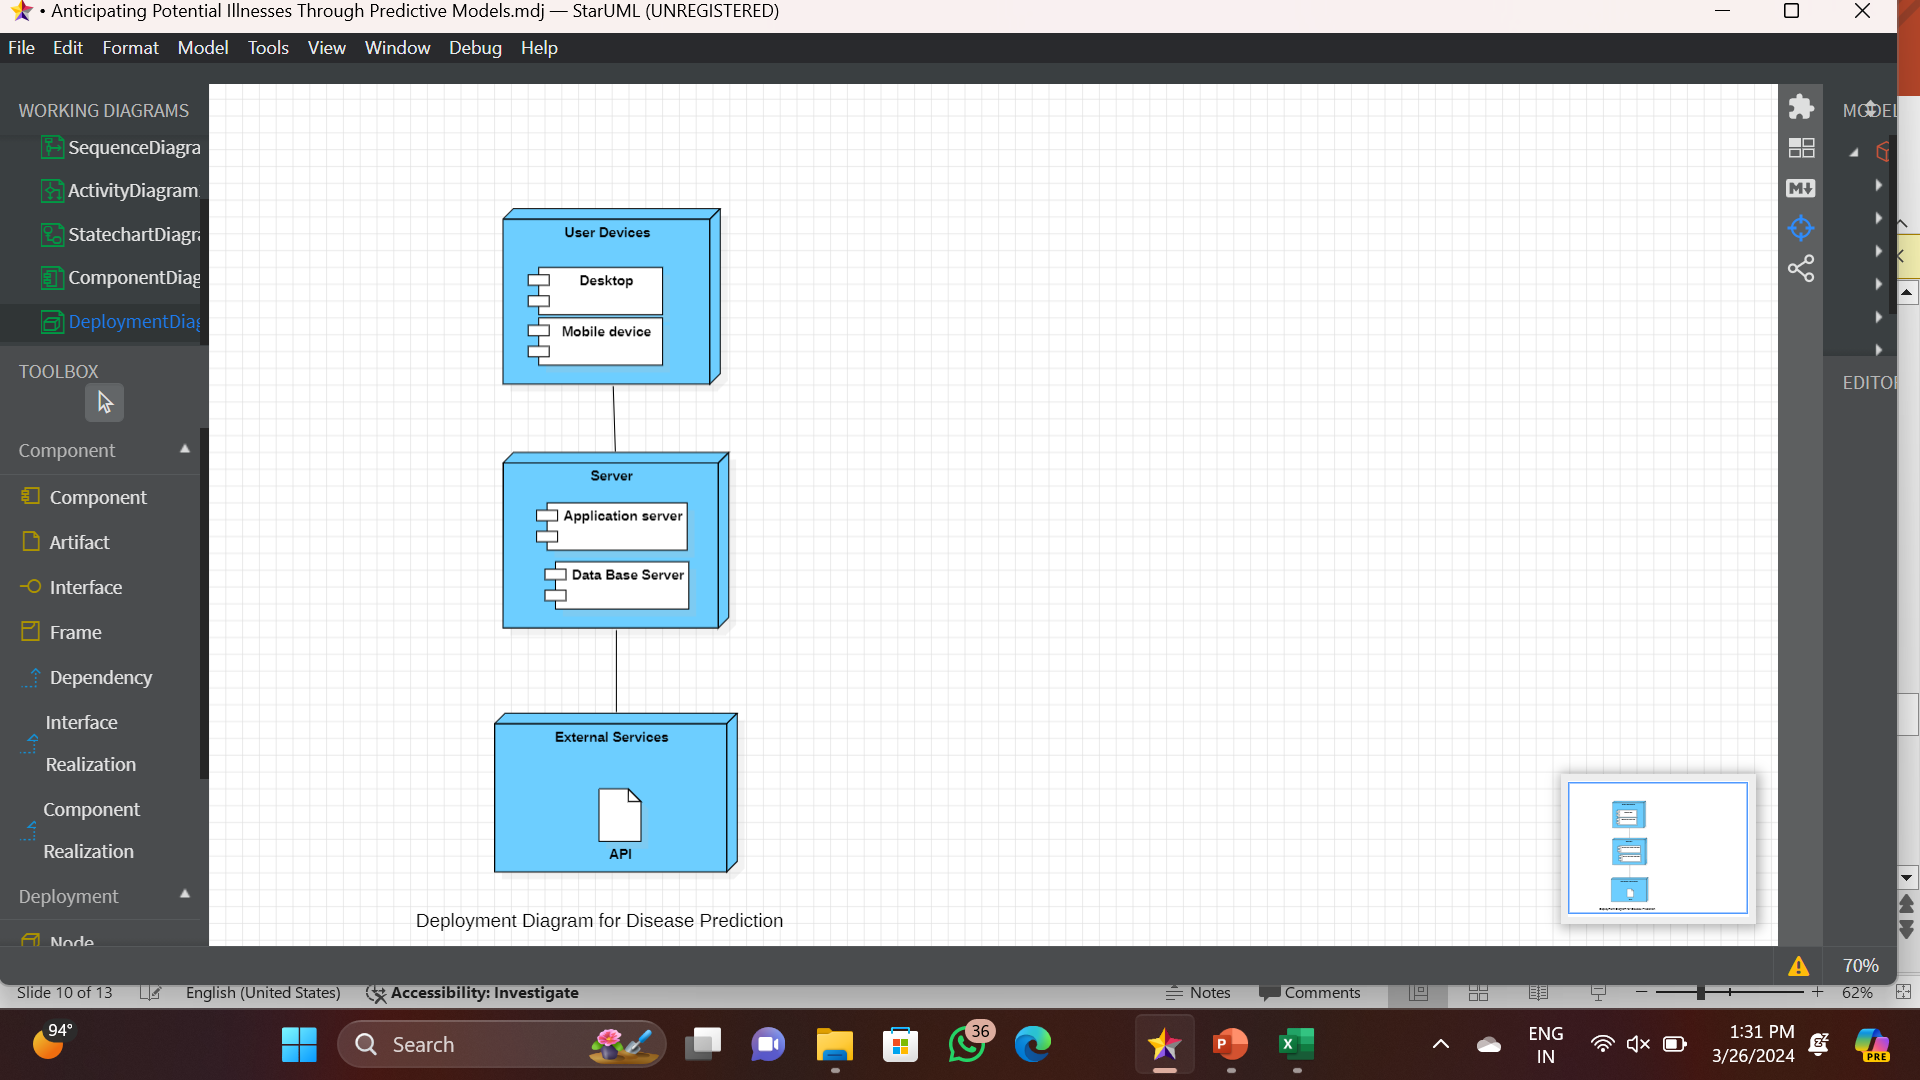 • Anticipating Potential Illnesses Through Predictive Models.mdj — StarUML (UNREGISTERED)
File Edit Format Model Tools View Window Debug Help
WORKING DIAGRAMS
SequenceDiagra
ActivityDiagram
StatechartDiagra
ComponentDiag
DeploymentDiag
TOOLBOX
Component
Component
Artifact
Interface
Frame
Dependency
Interface
Realization
Component
Realization
Deployment
Node
User Devices
Desktop
Mobile device
Server
Application server
Data Base Server
External Services
API
Deployment Diagram for Disease Prediction
M↓
MODEL
EDITOR
70%
Slide 10 of 13 English (United States) Accessibility: Investigate Notes Comments 62%
94°
Search
36
P
X
ENG
IN
1:31 PM
3/26/2024
PRE